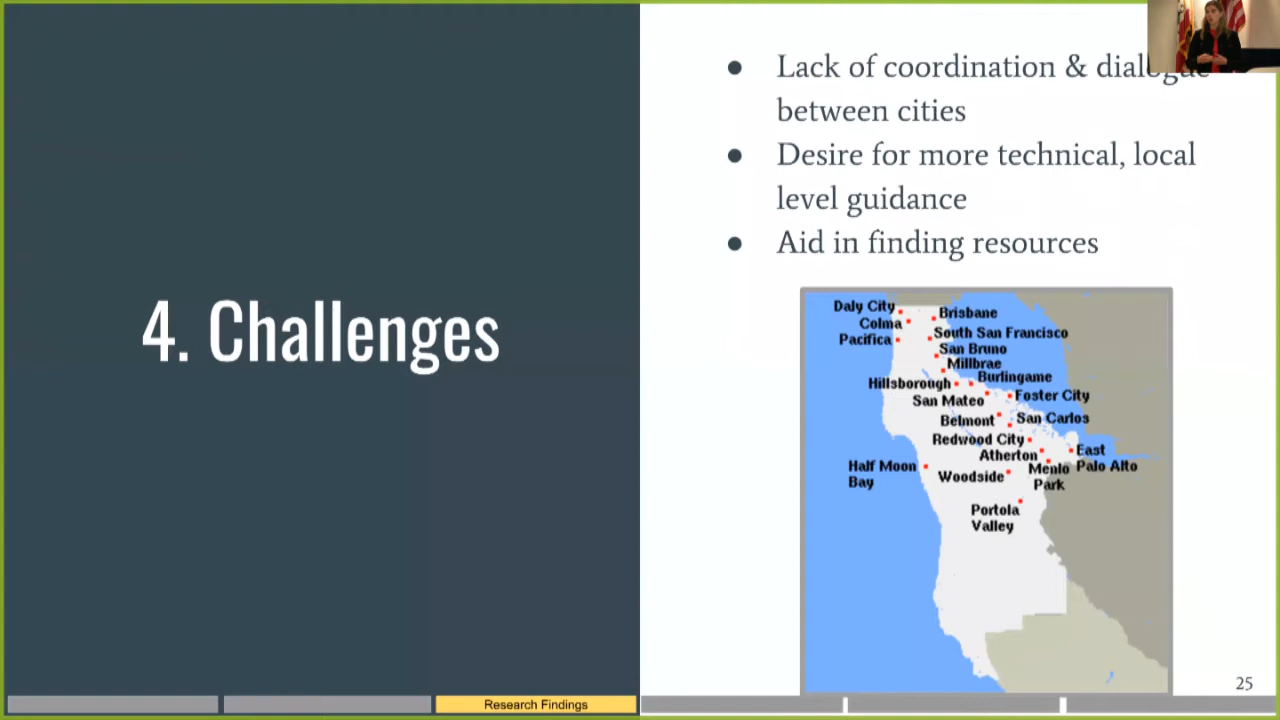 4. Challenges
● Lack of coordination & dialogue
between cities
● Desire for more technical, local
level guidance
● Aid in finding resources
Daly City
Brisbane
Colma
South San Francisco
Pacifica
San Bruno
Millbrae
Burlingame
Hillsborough
Foster City
San Mateo
San Carlos
Belmont
Redwood City
Atherton
East
Palo Alto
Half Moon
Bay
Woodside
Menlo
Park
Portola
Valley
25
Research Findings